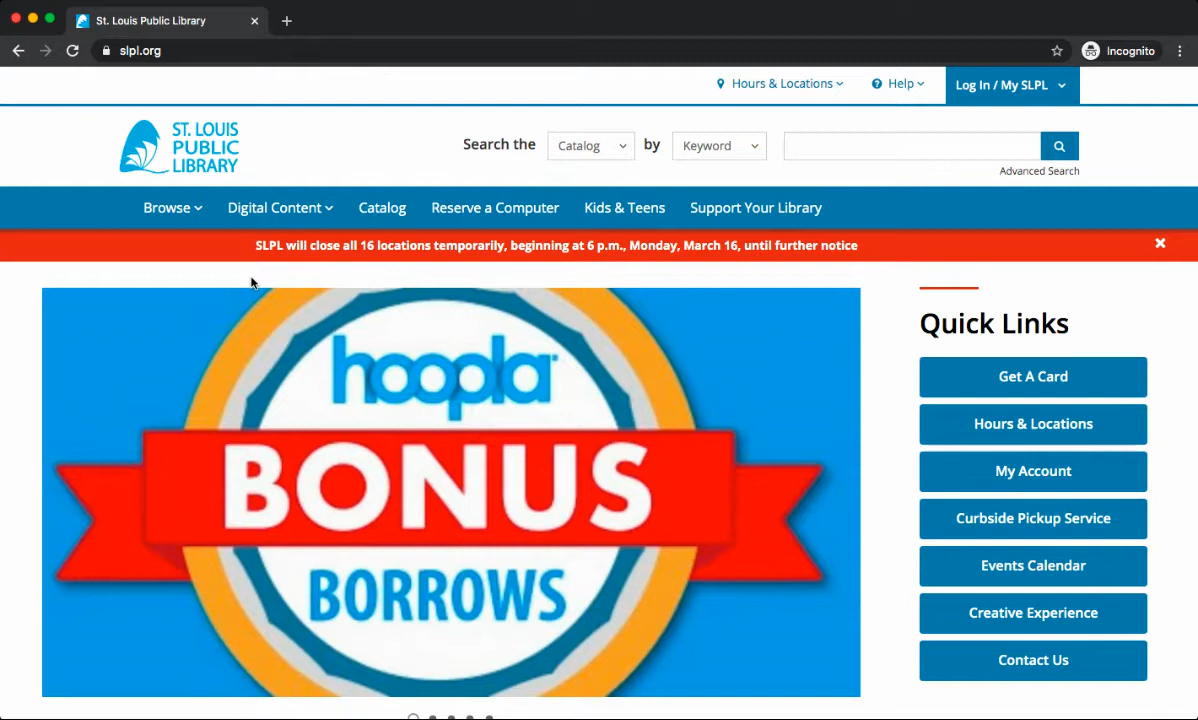 St. Louis Public Library
slpl.org
Incognito
Hours & Locations
Help
Log In / My SLPL
ST. LOUIS
PUBLIC
LIBRARY
Search the
Catalog
by
Keyword
Advanced Search
Browse
Digital Content
Catalog
Reserve a Computer
Kids & Teens
Support Your Library
SLPL will close all 16 locations temporarily, beginning at 6 p.m., Monday, March 16, until further notice
hoopla
BONUS
BORROWS
Quick Links
Get A Card
Hours & Locations
My Account
Curbside Pickup Service
Events Calendar
Creative Experience
Contact Us